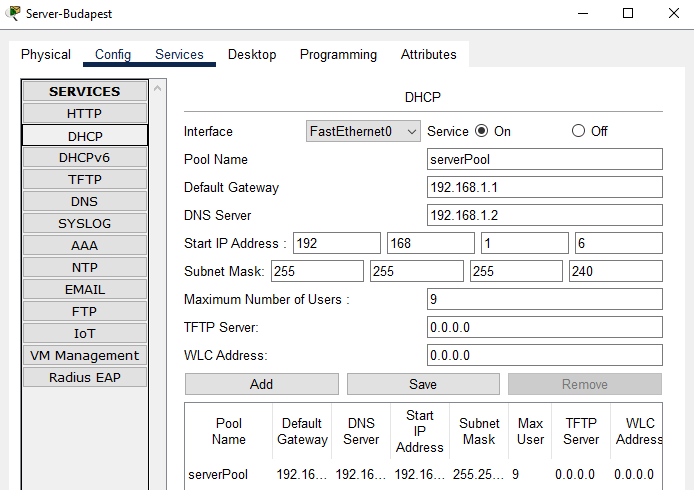 Server-Budapest
Physical Config Services Desktop Programming Attributes
SERVICES
HTTP
DHCP
DHCPv6
TFTP
DNS
SYSLOG
AAA
NTP
EMAIL
FTP
IoT
VM Management
Radius EAP
DHCP
Interface FastEthernet0 Service On Off
Pool Name serverPool
Default Gateway 192.168.1.1
DNS Server 192.168.1.2
Start IP Address : 192 168 1 6
Subnet Mask: 255 255 255 240
Maximum Number of Users : 9
TFTP Server: 0.0.0.0
WLC Address: 0.0.0.0
Add Save Remove
Pool Name Default Gateway DNS Server Start IP Address Subnet Mask Max User TFTP Server WLC Address
serverPool 192.16... 192.16... 192.16... 255.25... 9 0.0.0.0 0.0.0.0